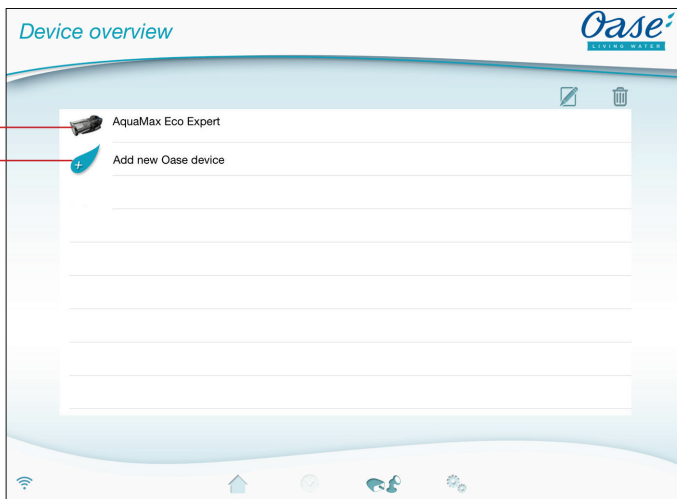 Device overview
Oase
LIVING WATER
AquaMax Eco Expert
Add new Oase device